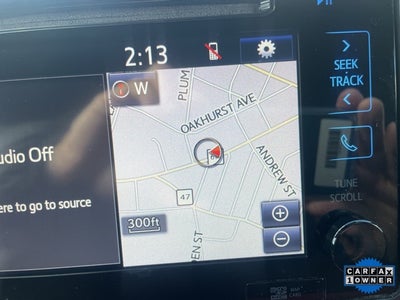 2:13
W
PLUM
OAKHURST AVE
ANDREW ST
udio Off
ere to go to source
47
300ft
EN ST
SEEK
TRACK
TUNE
SCROLL
MAP
CARFAX
1 OWNER